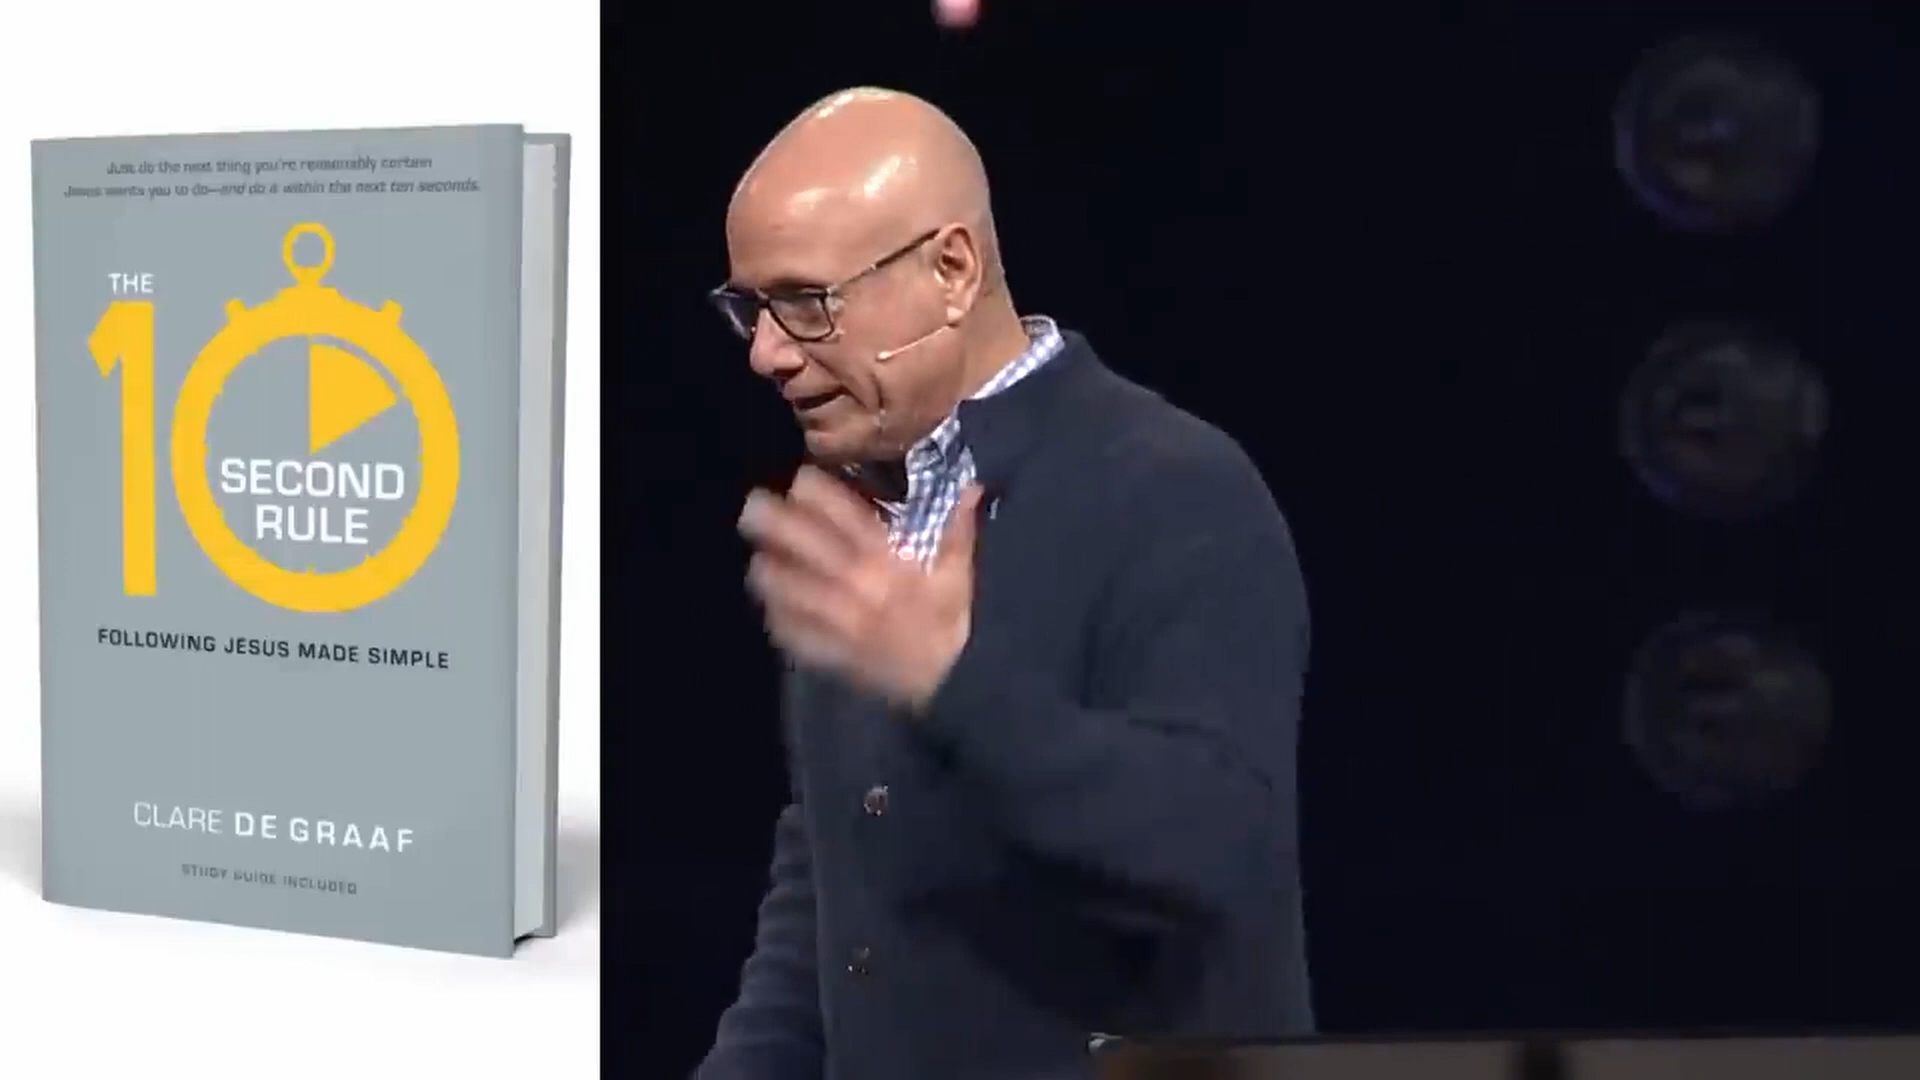 Just do the next thing you're reasonably certain
Jesus wants you to do—and do it within the next ten seconds.
THE
10
SECOND
RULE
FOLLOWING JESUS MADE SIMPLE
CLARE DE GRAAF
STUDY GUIDE INCLUDED